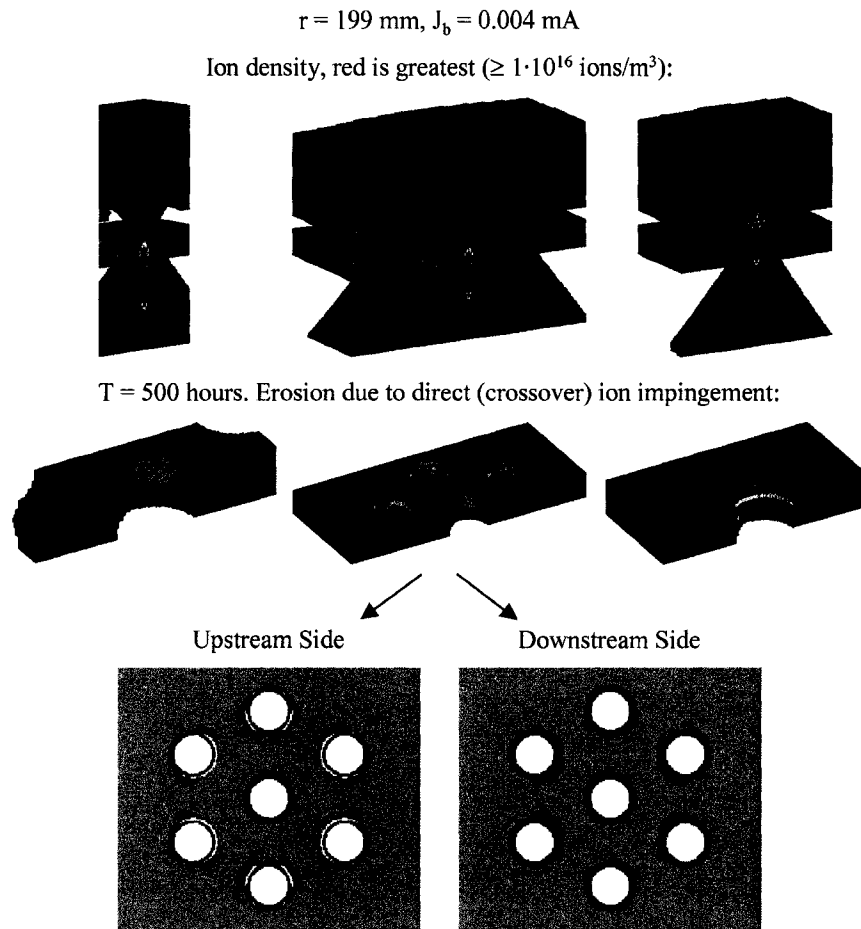 r = 199 mm, J_b = 0.004 mA
Ion density, red is greatest (≥ 1·10^16 ions/m^3):
T = 500 hours. Erosion due to direct (crossover) ion impingement:
Upstream Side
Downstream Side